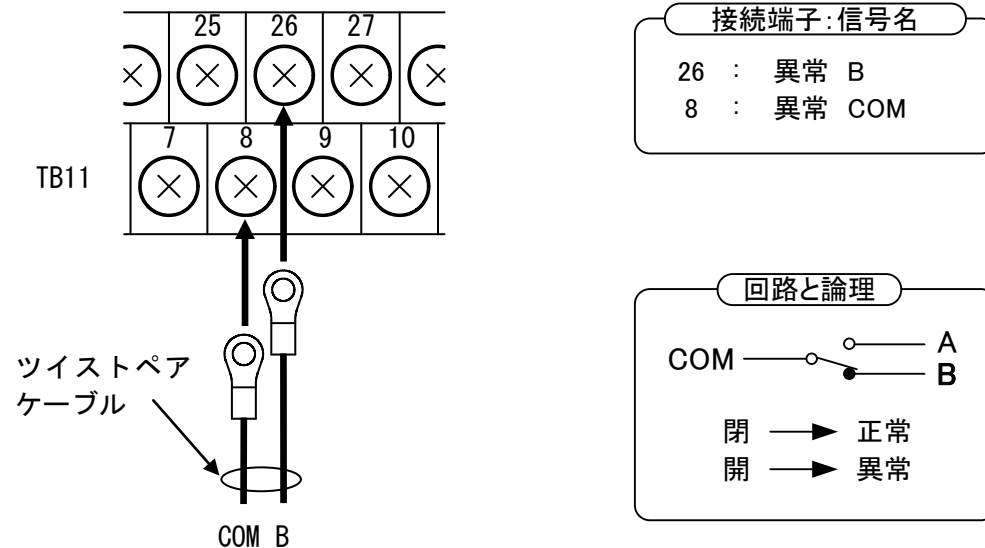 25 26 27
7 8 9 10
TB11
ツイストペア
ケーブル
COM B
接続端子:信号名
26 : 異常 B
8 : 異常 COM
回路と論理
A
COM
B
閉 → 正常
開 → 異常